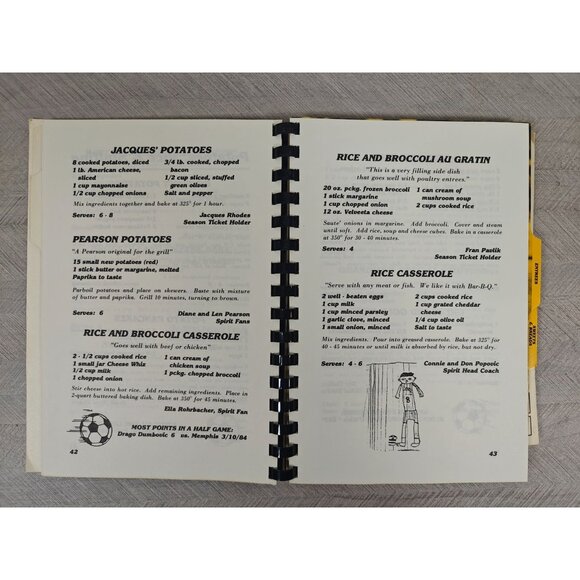 JACQUES' POTATOES
8 cooked potatoes, diced
1 lb. American cheese,
sliced
1 cup mayonnaise
1/2 cup chopped onions
3/4 lb. cooked, chopped
bacon
1/2 cup sliced, stuffed
green olives
Salt and pepper
Mix ingredients together and bake at 325° for 1 hour.
Serves: 6 - 8
Jacques Rhodes
Season Ticket Holder
PEARSON POTATOES
"A Pearson original for the grill"
15 small new potatoes (red)
1 stick butter or margarine, melted
Paprika to taste
Parboil potatoes and place on skewers. Baste with mixture
of butter and paprika. Grill 10 minutes, turning to brown.
Serves: 6
Diane and Len Pearson
Spirit Fans
RICE AND BROCCOLI CASSEROLE
"Goes well with beef or chicken"
2 - 1/2 cups cooked rice
1 small jar Cheese Whiz
1/2 cup milk
1 chopped onion
1 can cream of
chicken soup
1 pckg. chopped broccoli
Stir cheese into hot rice. Add remaining ingredients. Place in
2-quart buttered baking dish. Bake at 350° for 45 minutes.
Ella Rohrbacher, Spirit Fan
MOST POINTS IN A HALF GAME:
Drago Dumbovic 6 vs. Memphis 3/10/84
42
RICE AND BROCCOLI AU GRATIN
"This is a very filling side dish
that goes well with poultry entrees."
20 oz. pckg. frozen broccoli
1 stick margarine
1 cup chopped onion
12 oz. Velveeta cheese
1 can cream of
mushroom soup
2 cups cooked rice
Saute' onions in margarine. Add broccoli. Cover and steam
until soft. Add rice, soup and cheese cubes. Bake in a casserole
at 350° for 30 - 40 minutes.
Serves: 4
Fran Paolik
Season Ticket Holder
RICE CASSEROLE
"Serve with any meat or fish. We like it with Bar-B-Q."
2 well - beaten eggs
1 cup milk
1 cup minced parsley
1 garlic clove, minced
1 small onion, minced
2 cups cooked rice
1 cup grated cheddar
cheese
1/4 cup olive oil
Salt to taste
Mix ingredients. Pour into greased casserole. Bake at 325° for
40 - 45 minutes or until milk is absorbed by rice, but not dry.
Serves: 4 - 6
Connie and Don Popovic
Spirit Head Coach
43
ENTREES